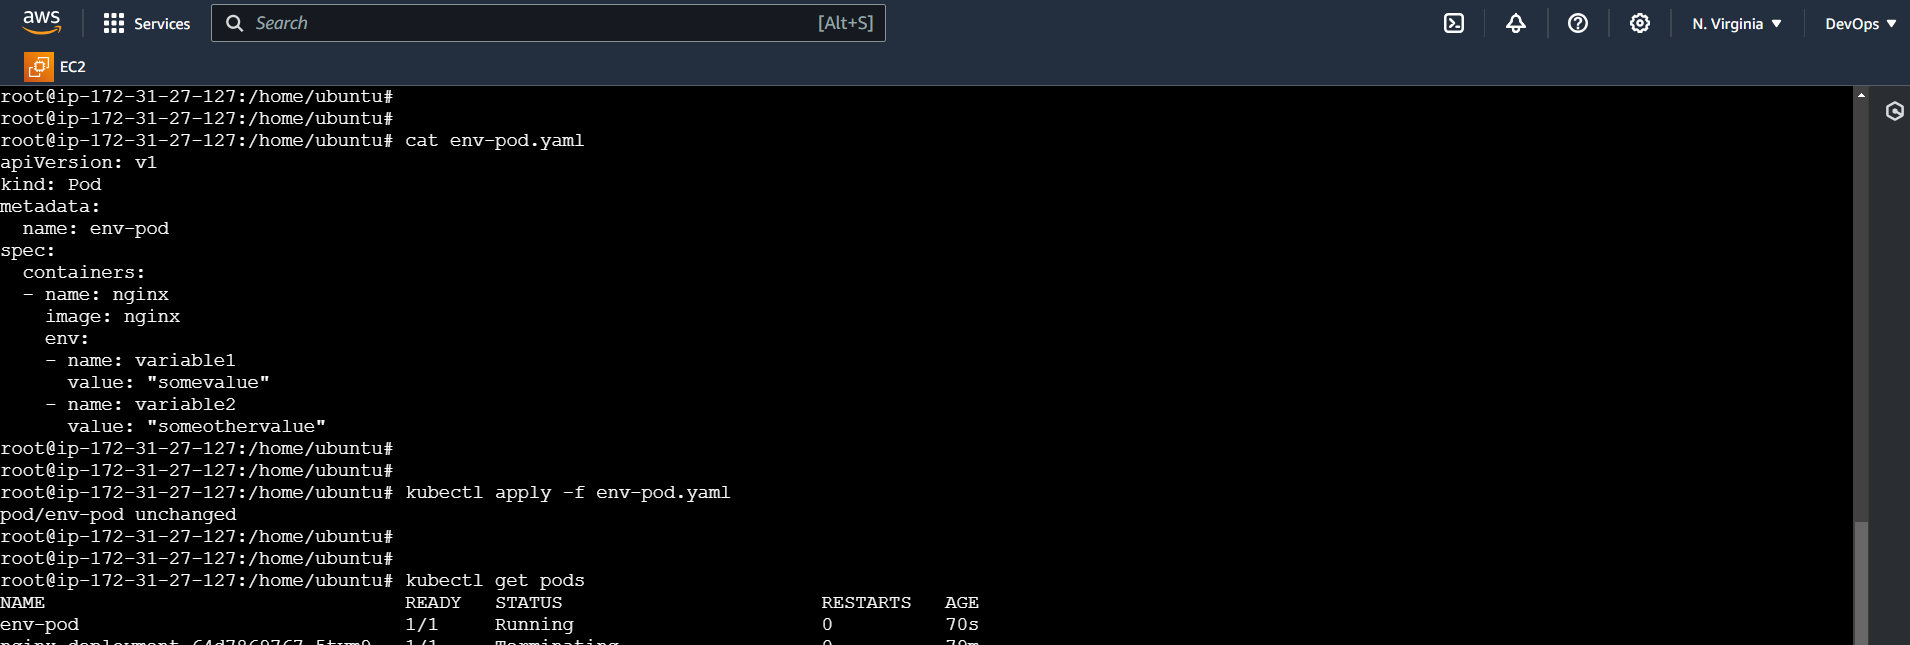 aws
Services
Search
[Alt+S]
N. Virginia
DevOps
EC2
root@ip-172-31-27-127:/home/ubuntu#
root@ip-172-31-27-127:/home/ubuntu#
root@ip-172-31-27-127:/home/ubuntu# cat env-pod.yaml
apiVersion: v1
kind: Pod
metadata:
  name: env-pod
spec:
  containers:
  - name: nginx
    image: nginx
    env:
    - name: variable1
      value: "somevalue"
    - name: variable2
      value: "someothervalue"
root@ip-172-31-27-127:/home/ubuntu#
root@ip-172-31-27-127:/home/ubuntu#
root@ip-172-31-27-127:/home/ubuntu# kubectl apply -f env-pod.yaml
pod/env-pod unchanged
root@ip-172-31-27-127:/home/ubuntu#
root@ip-172-31-27-127:/home/ubuntu#
root@ip-172-31-27-127:/home/ubuntu# kubectl get pods
NAME READY STATUS RESTARTS AGE
env-pod 1/1 Running 0 70s
1/1 Terminating 0